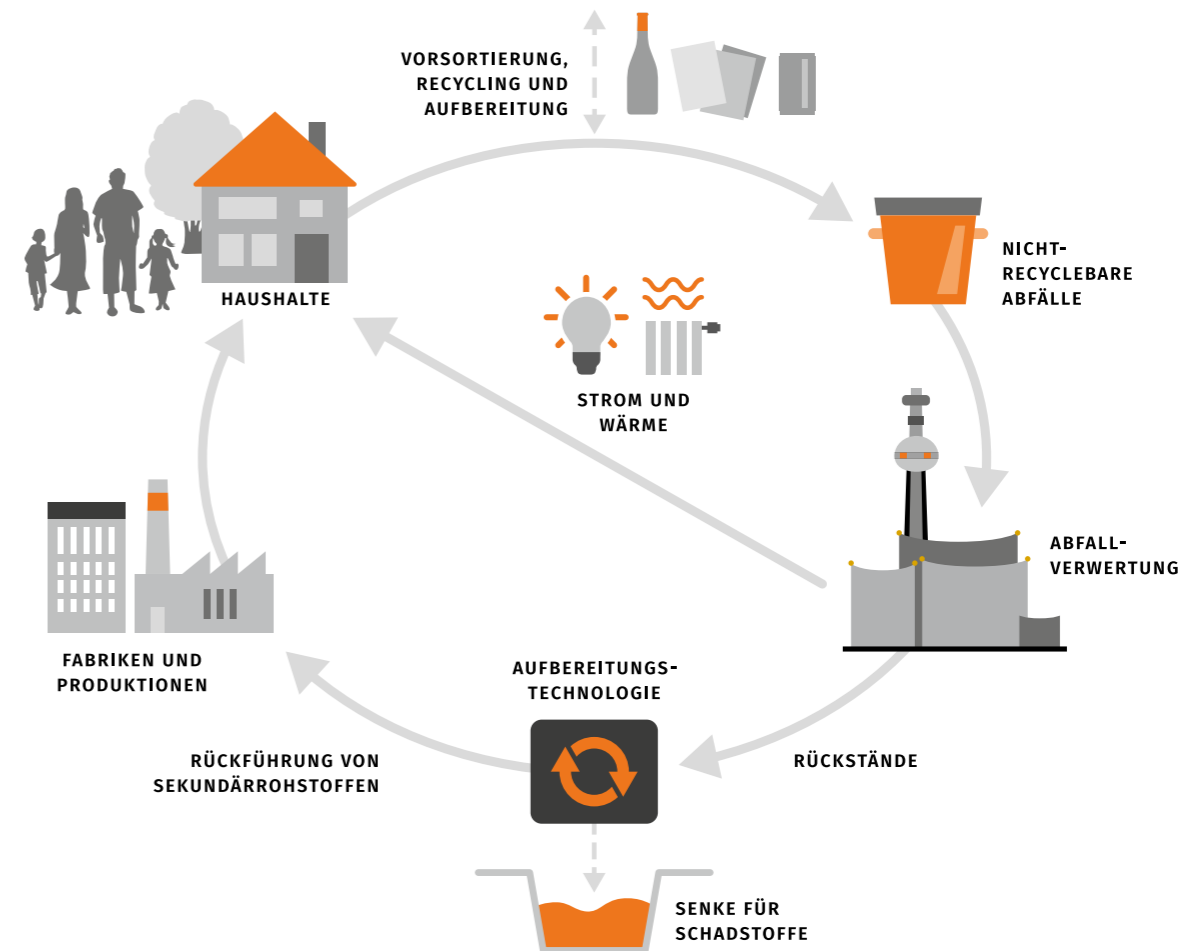 VORSORTIERUNG,
RECYCLING UND
AUFBEREITUNG
HAUSHALTE
NICHT-
RECYCLEBARE
ABFÄLLE
STROM UND
WÄRME
ABFALL-
VERWERTUNG
FABRIKEN UND
PRODUKTIONEN
AUFBEREITUNGS-
TECHNOLOGIE
RÜCKFÜHRUNG VON
SEKUNDÄRROHSTOFFEN
RÜCKSTÄNDE
SENKE FÜR
SCHADSTOFFE